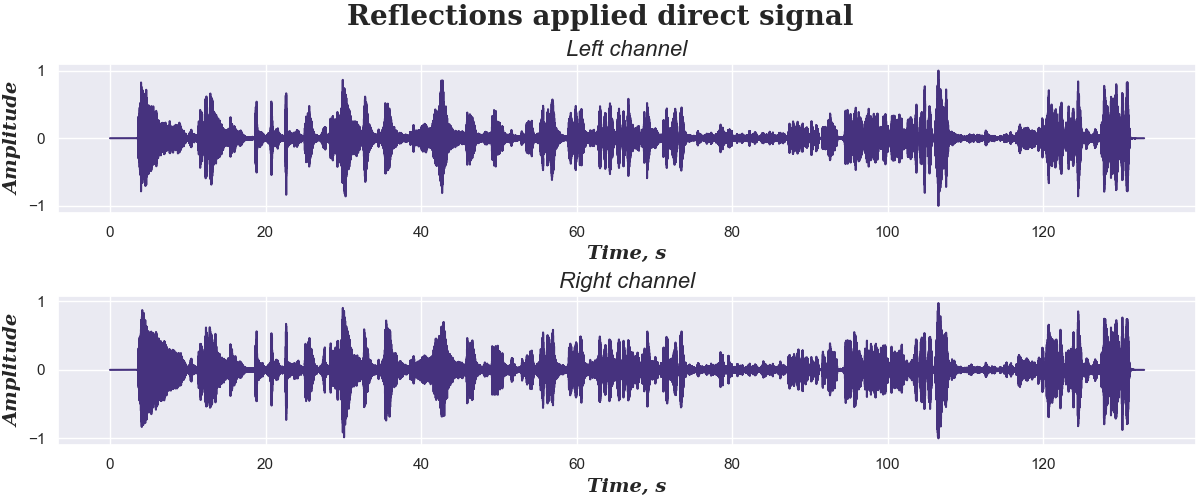 Reflections applied direct signal
Left channel
Amplitude
1
0
−1
0 20 40 60 80 100 120
Time, s
Right channel
Amplitude
1
0
−1
0 20 40 60 80 100 120
Time, s